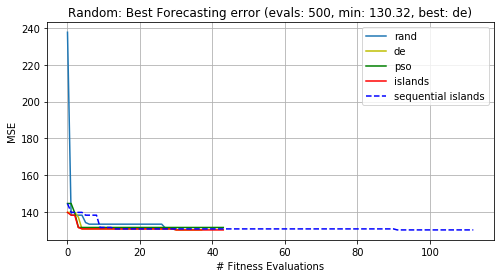 Random: Best Forecasting error (evals: 500, min: 130.32, best: de)
240
220
200
180
160
140
MSE
0
20
40
60
80
100
# Fitness Evaluations
rand
de
pso
islands
sequential islands